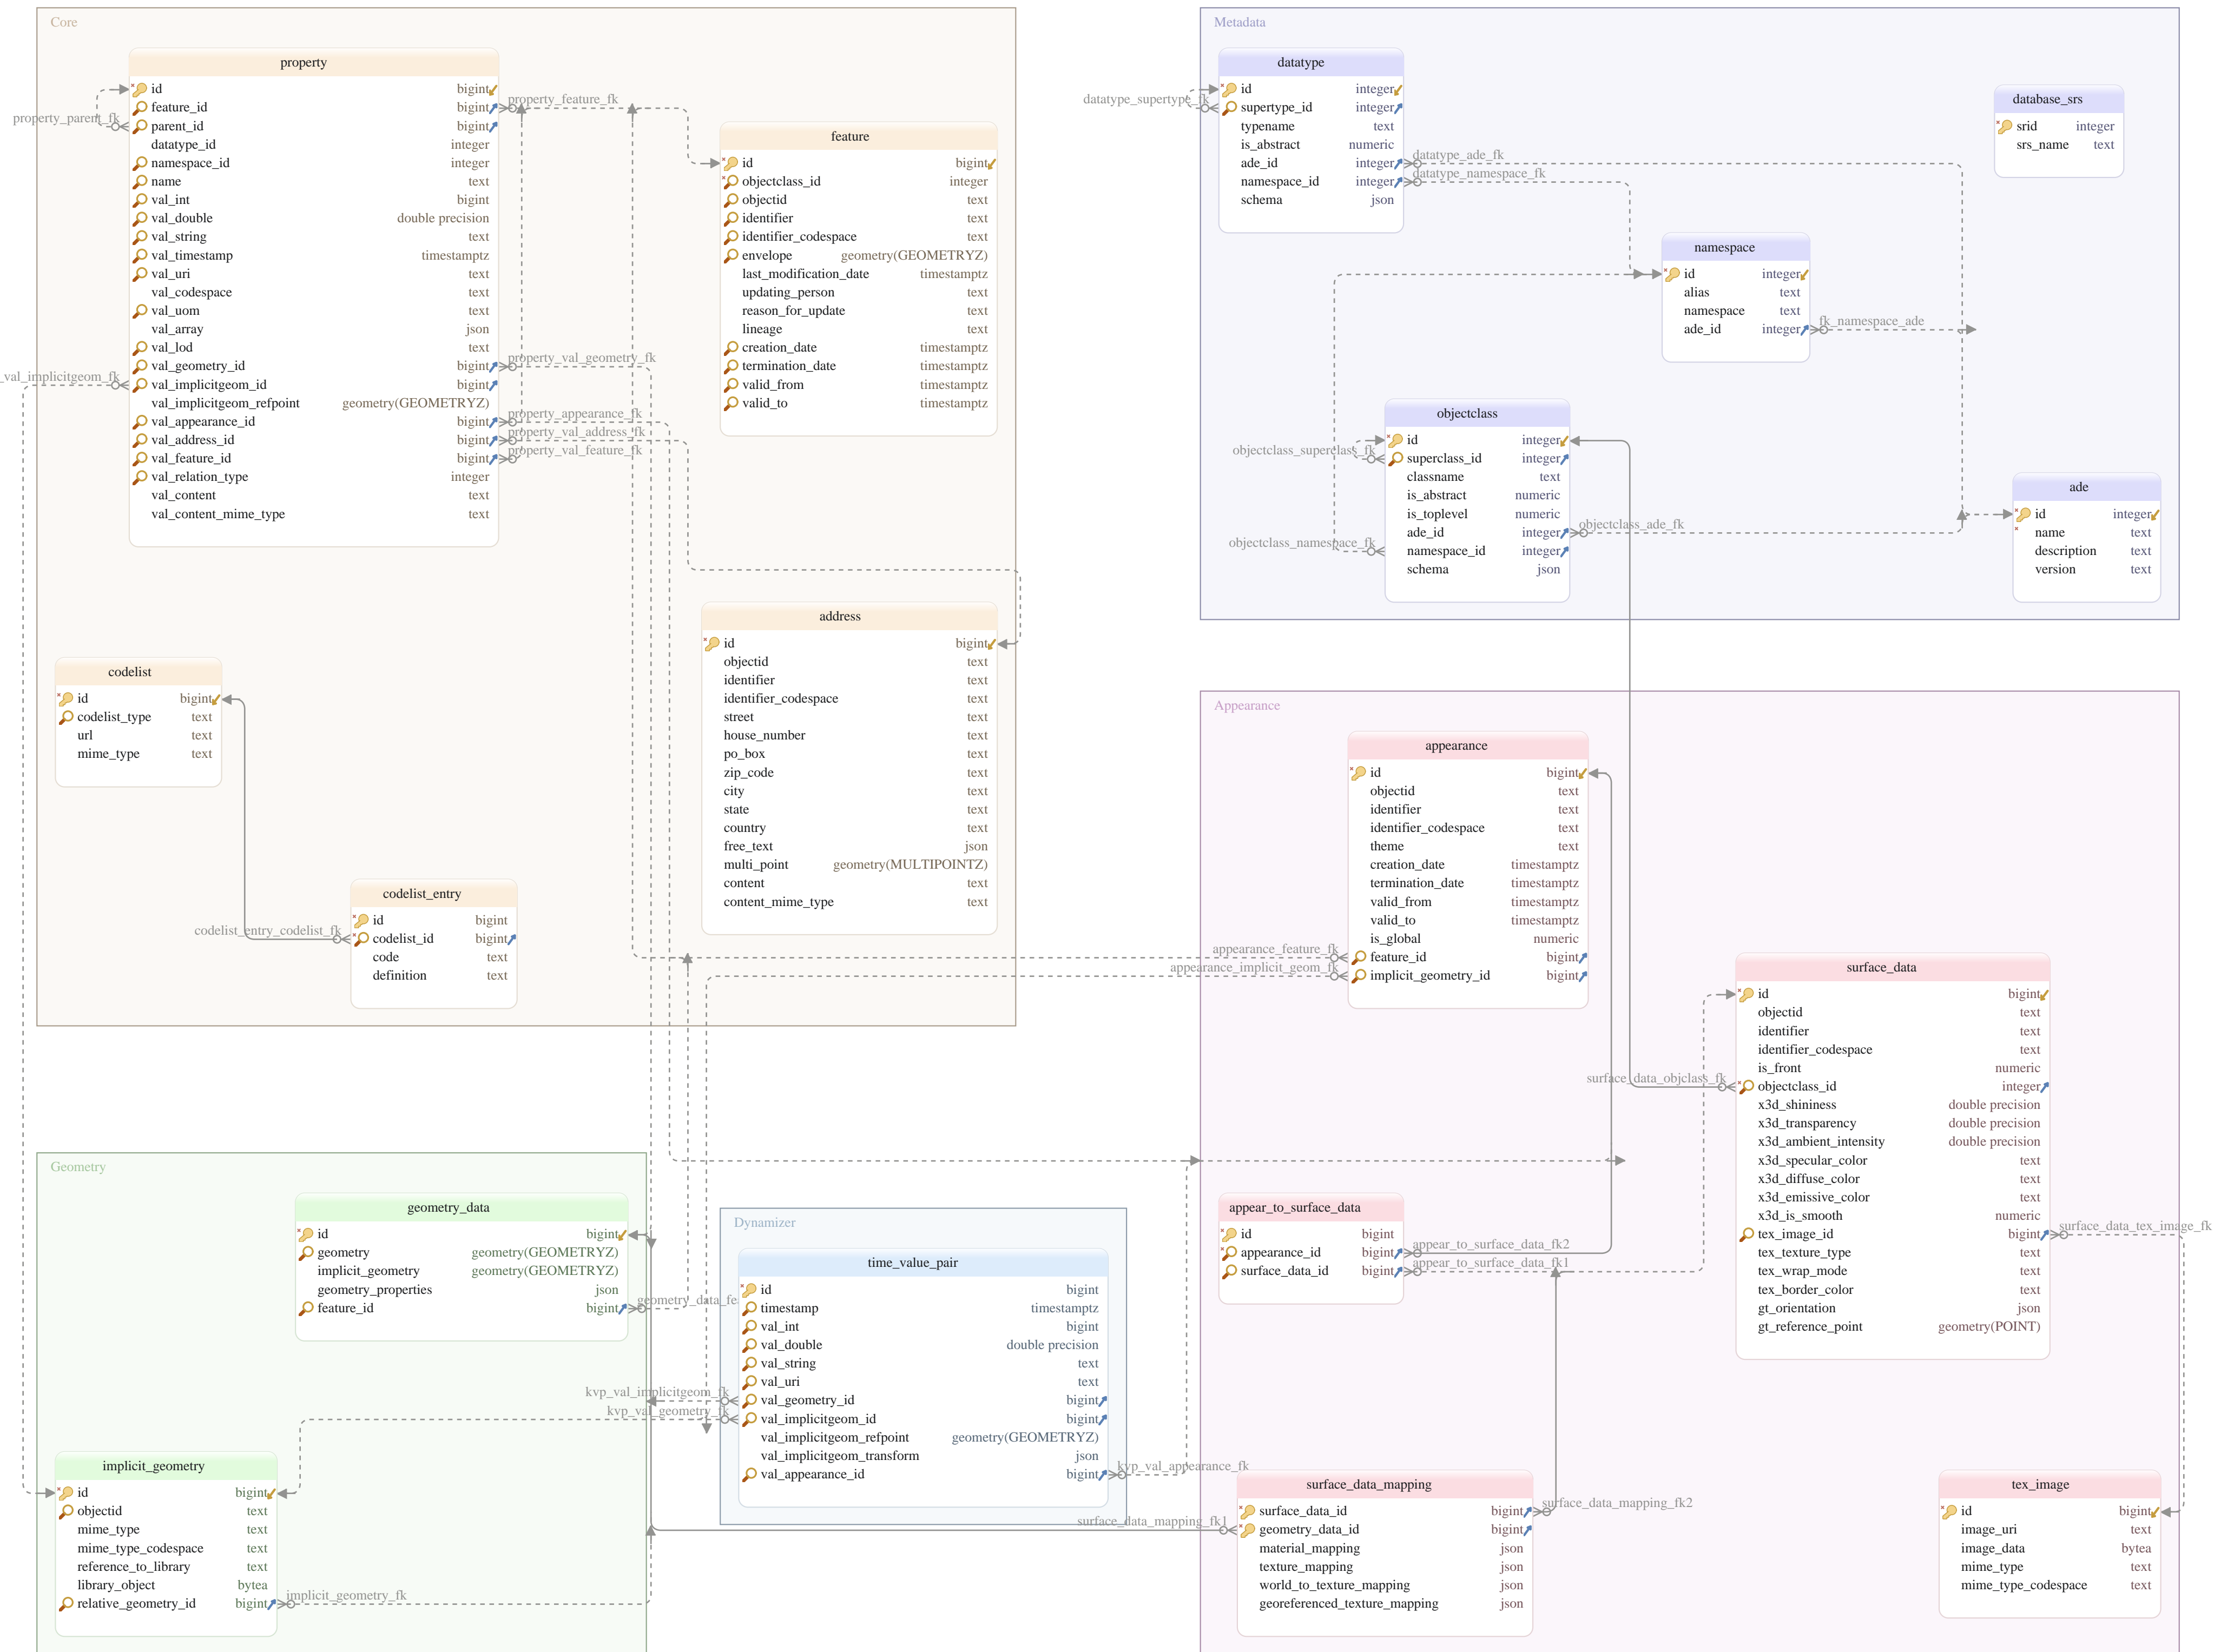 Core
property
id bigint
feature_id bigint
parent_id bigint
datatype_id integer
namespace_id integer
name text
val_int bigint
val_double double precision
val_string text
val_timestamp timestamptz
val_uri text
val_codespace text
val_uom text
val_array json
val_lod text
val_geometry_id bigint
val_implicitgeom_id bigint
val_implicitgeom_refpoint geometry(GEOMETRYZ)
val_appearance_id bigint
val_address_id bigint
val_feature_id bigint
val_relation_type integer
val_content text
val_content_mime_type text
property_parent_fk
_val_implicitgeom_fk
property_feature_fk
property_val_geometry_fk
property_appearance_fk
property_val_address_fk
property_val_feature_fk
feature
id bigint
objectclass_id integer
objectid text
identifier text
identifier_codespace text
envelope geometry(GEOMETRYZ)
last_modification_date timestamptz
updating_person text
reason_for_update text
lineage text
creation_date timestamptz
termination_date timestamptz
valid_from timestamptz
valid_to timestamptz
address
id bigint
objectid text
identifier text
identifier_codespace text
street text
house_number text
po_box text
zip_code text
city text
state text
country text
free_text json
multi_point geometry(MULTIPOINTZ)
content text
content_mime_type text
codelist
id bigint
codelist_type text
url text
mime_type text
codelist_entry
id bigint
codelist_id bigint
code text
definition text
codelist_entry_codelist_fk
Metadata
datatype
id integer
supertype_id integer
typename text
is_abstract numeric
ade_id integer
namespace_id integer
schema json
datatype_supertype_fk
datatype_ade_fk
datatype_namespace_fk
database_srs
srid integer
srs_name text
namespace
id integer
alias text
namespace text
ade_id integer
fk_namespace_ade
objectclass
id integer
superclass_id integer
classname text
is_abstract numeric
is_toplevel numeric
ade_id integer
namespace_id integer
schema json
objectclass_superclass_fk
objectclass_namespace_fk
objectclass_ade_fk
ade
id integer
name text
description text
version text
Appearance
appearance
id bigint
objectid text
identifier text
identifier_codespace text
theme text
creation_date timestamptz
termination_date timestamptz
valid_from timestamptz
valid_to timestamptz
is_global numeric
feature_id bigint
implicit_geometry_id bigint
appearance_feature_fk
appearance_implicit_geom_fk
surface_data
id bigint
objectid text
identifier text
identifier_codespace text
is_front numeric
objectclass_id integer
x3d_shininess double precision
x3d_transparency double precision
x3d_ambient_intensity double precision
x3d_specular_color text
x3d_diffuse_color text
x3d_emissive_color text
x3d_is_smooth numeric
tex_image_id bigint
tex_texture_type text
tex_wrap_mode text
tex_border_color text
gt_orientation json
gt_reference_point geometry(POINT)
surface_data_objclass_fk
surface_data_tex_image_fk
appear_to_surface_data
id bigint
appearance_id bigint
surface_data_id bigint
appear_to_surface_data_fk2
appear_to_surface_data_fk1
surface_data_mapping
surface_data_id bigint
geometry_data_id bigint
material_mapping json
texture_mapping json
world_to_texture_mapping json
georeferenced_texture_mapping json
surface_data_mapping_fk1
surface_data_mapping_fk2
tex_image
id bigint
image_uri text
image_data bytea
mime_type text
mime_type_codespace text
Geometry
geometry_data
id bigint
geometry geometry(GEOMETRYZ)
implicit_geometry geometry(GEOMETRYZ)
geometry_properties json
feature_id bigint
geometry_data_fe
implicit_geometry
id bigint
objectid text
mime_type text
mime_type_codespace text
reference_to_library text
library_object bytea
relative_geometry_id bigint
implicit_geometry_fk
Dynamizer
time_value_pair
id bigint
timestamp timestamptz
val_int bigint
val_double double precision
val_string text
val_uri text
val_geometry_id bigint
val_implicitgeom_id bigint
val_implicitgeom_refpoint geometry(GEOMETRYZ)
val_implicitgeom_transform json
val_appearance_id bigint
kvp_val_implicitgeom_fk
kvp_val_geometry_fk
kvp_val_appearance_fk